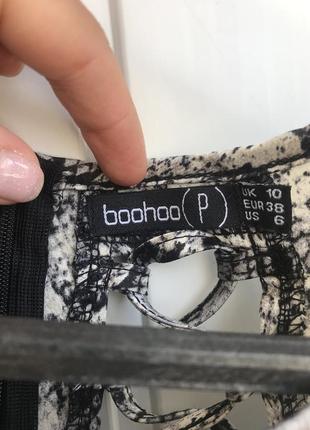 boohoo (P)
UK 10
EUR 38
US 6